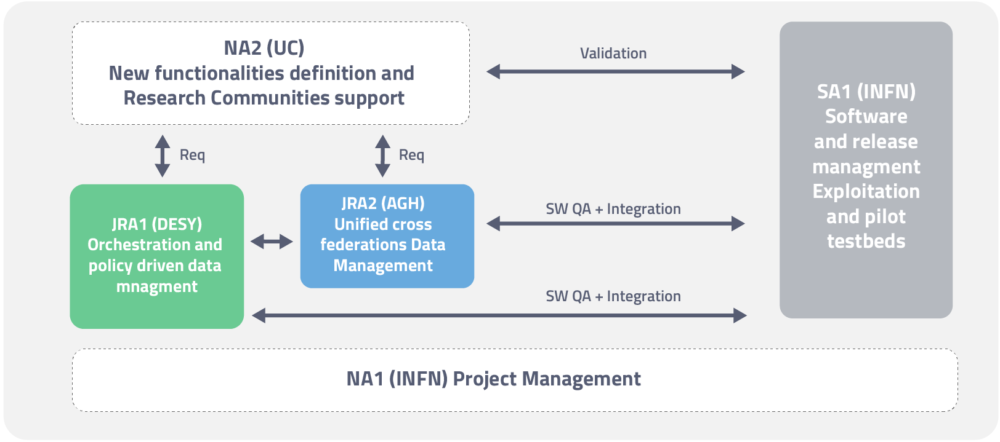 NA2 (UC)
New functionalities definition and
Research Communities support
Validation
SA1 (INFN)
Software
and release
managment
Exploitation
and pilot
testbeds
Req
Req
JRA1 (DESY)
Orchestration and
policy driven data
mnagment
JRA2 (AGH)
Unified cross
federations Data
Management
SW QA + Integration
SW QA + Integration
NA1 (INFN) Project Management